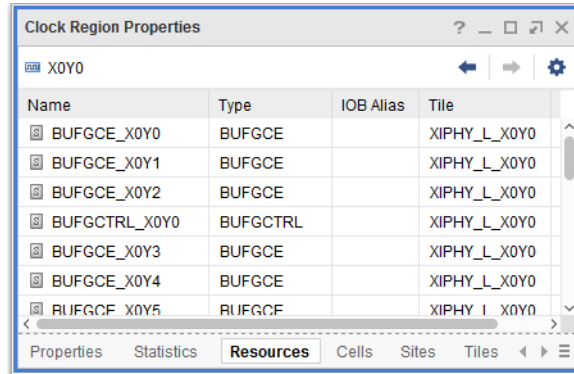 Clock Region Properties
X0Y0
Name Type IOB Alias Tile
S BUFGCE_X0Y0 BUFGCE XIPHY_L_X0Y0
S BUFGCE_X0Y1 BUFGCE XIPHY_L_X0Y0
S BUFGCE_X0Y2 BUFGCE XIPHY_L_X0Y0
S BUFGCTRL_X0Y0 BUFGCTRL XIPHY_L_X0Y0
S BUFGCE_X0Y3 BUFGCE XIPHY_L_X0Y0
S BUFGCE_X0Y4 BUFGCE XIPHY_L_X0Y0
S BUFGCE_X0Y5 BUFGCE XIPHY_L_X0Y0
Properties Statistics Resources Cells Sites Tiles